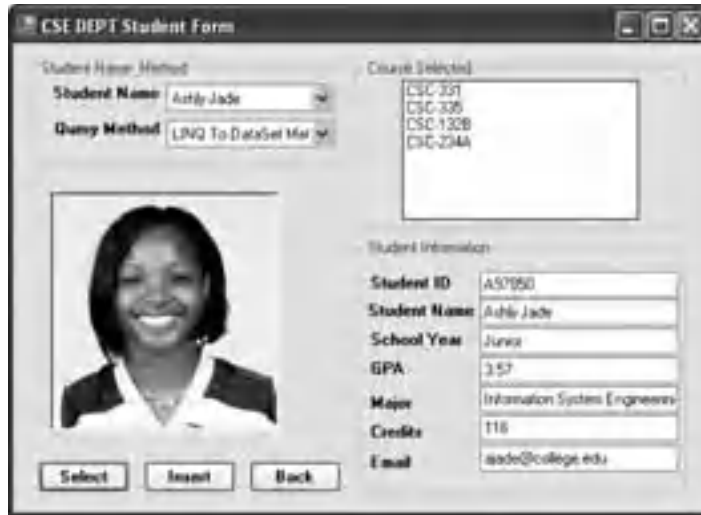 CSE DEPT Student Form
Student Name Method
Student Name Ashly Jade
Query Method LINQ To DataSet Met
Course Selected
CSC-331
CSC-335
CSC-132B
CSC-234A
Student Information
Student ID A97850
Student Name Ashly Jade
School Year Junior
GPA 3.57
Major Information System Engineerin
Credits 116
Email ajade@college.edu
Select Insert Back